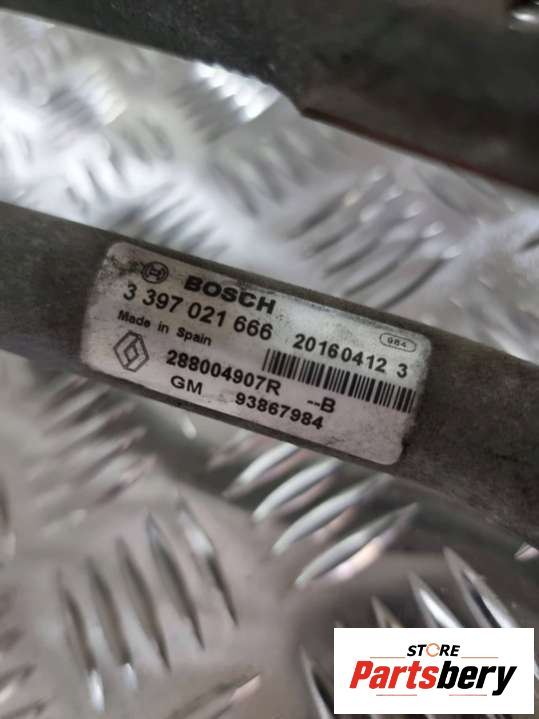 BOSCH
3 397 021 666 20160412 3
Made in Spain 984
288004907R --B
GM 93867984
STORE
Partsbery